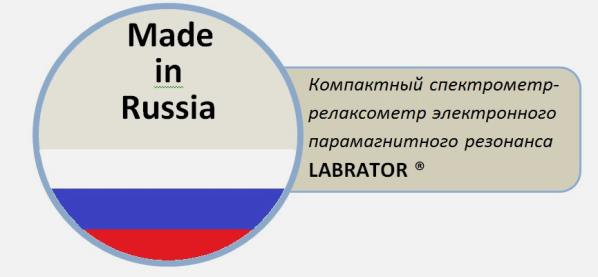 Made
in
Russia
Компактный спектрометр-
релаксометр электронного
парамагнитного резонанса
LABRATOR ®